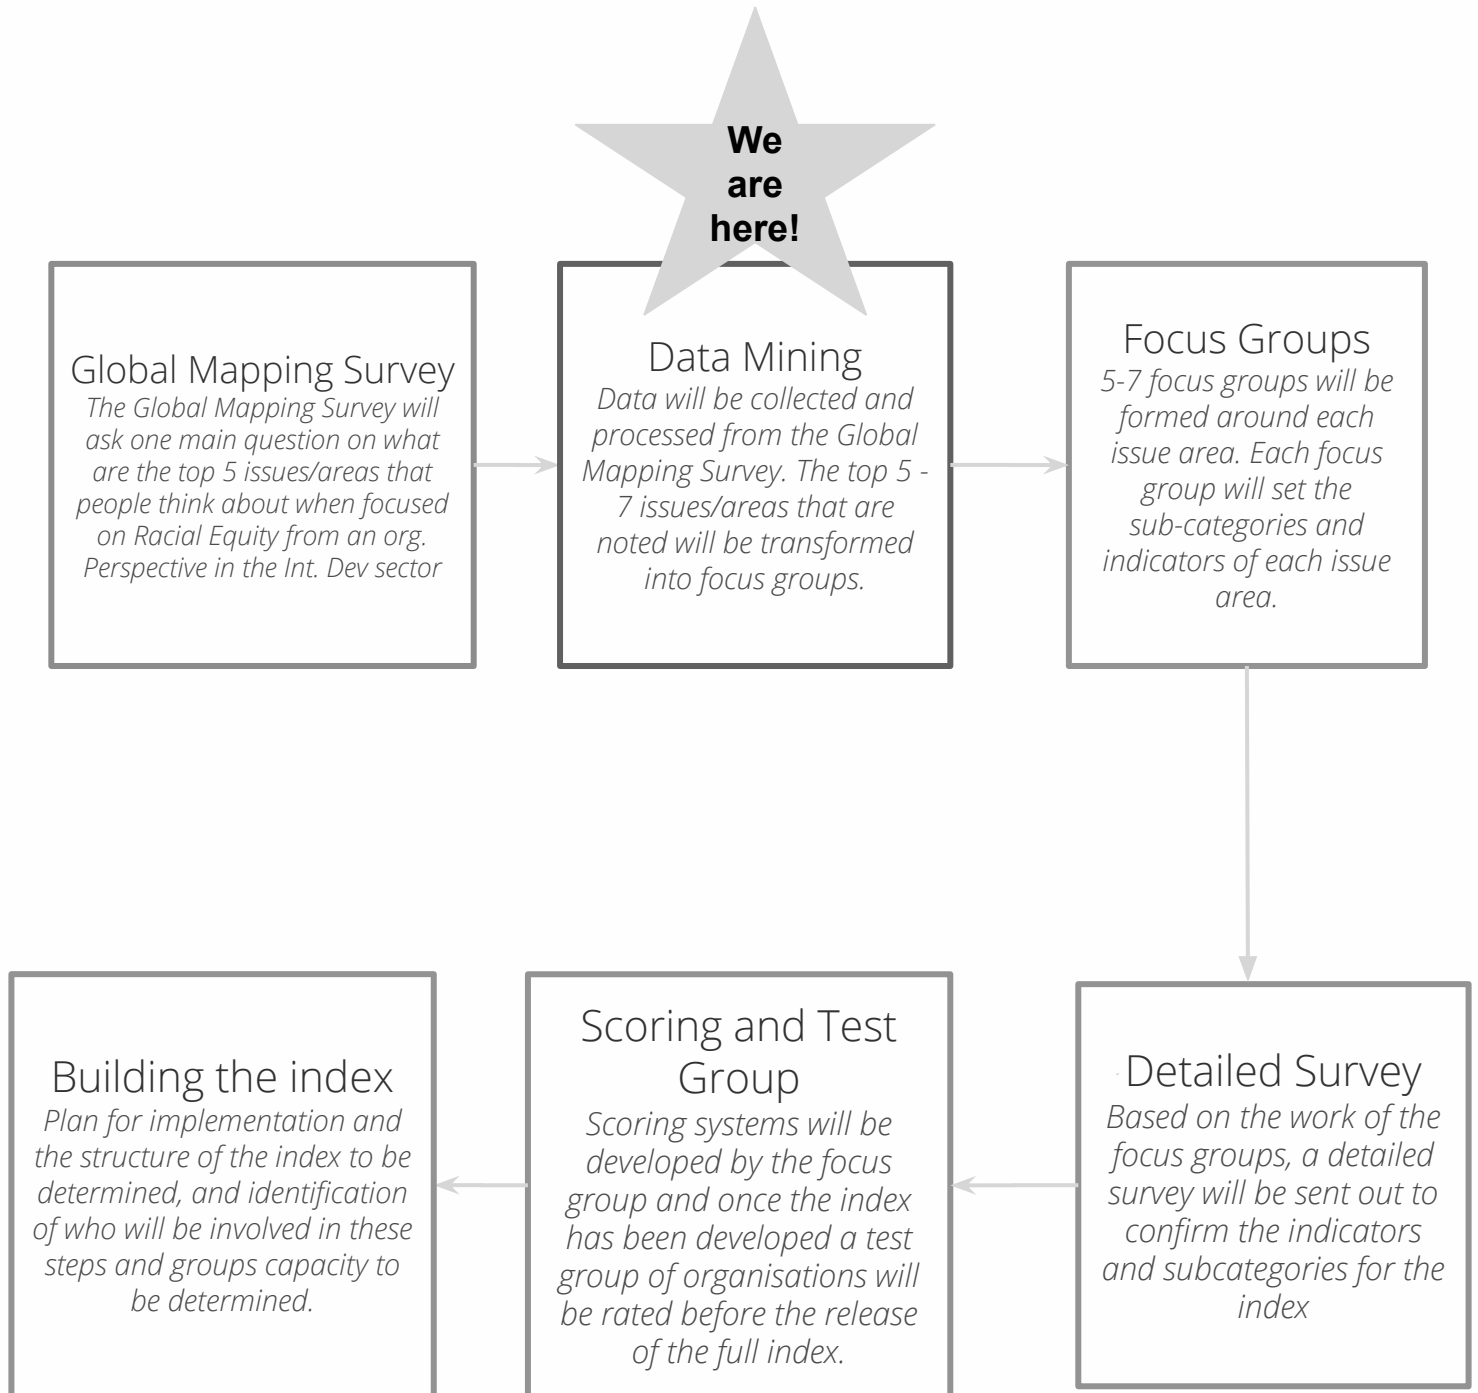 We
are
here!
Global Mapping Survey
The Global Mapping Survey will
ask one main question on what
are the top 5 issues/areas that
people think about when focused
on Racial Equity from an org.
Perspective in the Int. Dev sector
Data Mining
Data will be collected and
processed from the Global
Mapping Survey. The top 5 -
7 issues/areas that are
noted will be transformed
into focus groups.
Focus Groups
5-7 focus groups will be
formed around each
issue area. Each focus
group will set the
sub-categories and
indicators of each issue
area.
Detailed Survey
Based on the work of the
focus groups, a detailed
survey will be sent out to
confirm the indicators
and subcategories for the
index
Scoring and Test
Group
Scoring systems will be
developed by the focus
group and once the index
has been developed a test
group of organisations will
be rated before the release
of the full index.
Building the index
Plan for implementation and
the structure of the index to be
determined, and identification
of who will be involved in these
steps and groups capacity to
be determined.